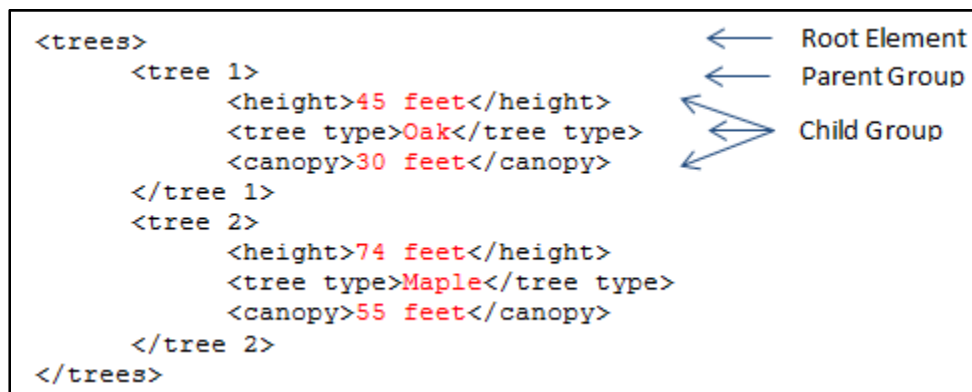 <trees> Root Element
<tree 1> Parent Group
<height>45 feet</height>
<tree type>Oak</tree type> Child Group
<canopy>30 feet</canopy>
</tree 1>
<tree 2>
<height>74 feet</height>
<tree type>Maple</tree type>
<canopy>55 feet</canopy>
</tree 2>
</trees>